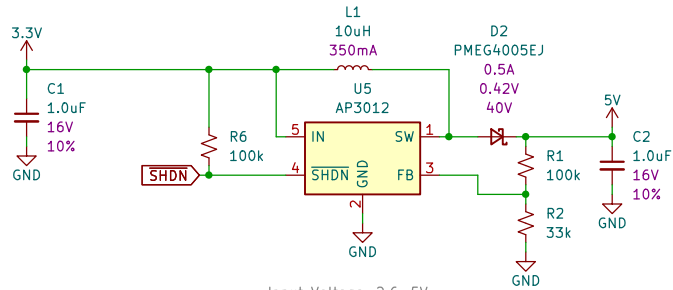 3.3V
L1
10uH
350mA
D2
PMEG4005EJ
0.5A
0.42V
40V
C1
1.0uF
16V
10%
GND
R6
100k
SHDN
U5
AP3012
5
IN
SW
1
4
SHDN
GND
FB
3
2
GND
5V
R1
100k
R2
33k
GND
C2
1.0uF
16V
10%
GND